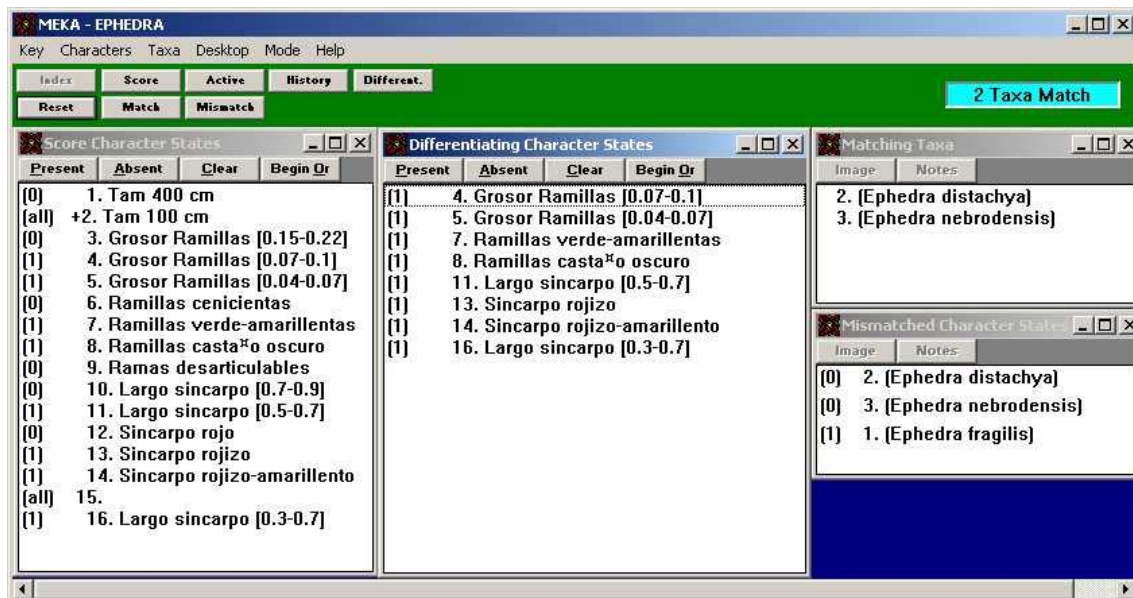 MEKA - EPHEDRA
Key Characters Taxa Desktop Mode Help
Index Score Active History Different.
Reset Match Mismatch
2 Taxa Match
Score Character States
Present Absent Clear Begin Or
(0) 1. Tam 400 cm
(all) +2. Tam 100 cm
(0) 3. Grosor Ramillas [0.15-0.22]
(1) 4. Grosor Ramillas [0.07-0.1]
(1) 5. Grosor Ramillas [0.04-0.07]
(0) 6. Ramillas cenicientas
(1) 7. Ramillas verde-amarillentas
(1) 8. Ramillas casta¤o oscuro
(0) 9. Ramas desarticulables
(0) 10. Largo sincarpo [0.7-0.9]
(1) 11. Largo sincarpo [0.5-0.7]
(0) 12. Sincarpo rojo
(1) 13. Sincarpo rojizo
(1) 14. Sincarpo rojizo-amarillento
(all) 15.
(1) 16. Largo sincarpo [0.3-0.7]
Differentiating Character States
Present Absent Clear Begin Or
(1) 4. Grosor Ramillas [0.07-0.1]
(1) 5. Grosor Ramillas [0.04-0.07]
(1) 7. Ramillas verde-amarillentas
(1) 8. Ramillas casta¤o oscuro
(1) 11. Largo sincarpo [0.5-0.7]
(1) 13. Sincarpo rojizo
(1) 14. Sincarpo rojizo-amarillento
(1) 16. Largo sincarpo [0.3-0.7]
Matching Taxa
Image Notes
2. (Ephedra distachya)
3. (Ephedra nebrodensis)
Mismatched Character States
Image Notes
(0) 2. (Ephedra distachya)
(0) 3. (Ephedra nebrodensis)
(1) 1. (Ephedra fragilis)